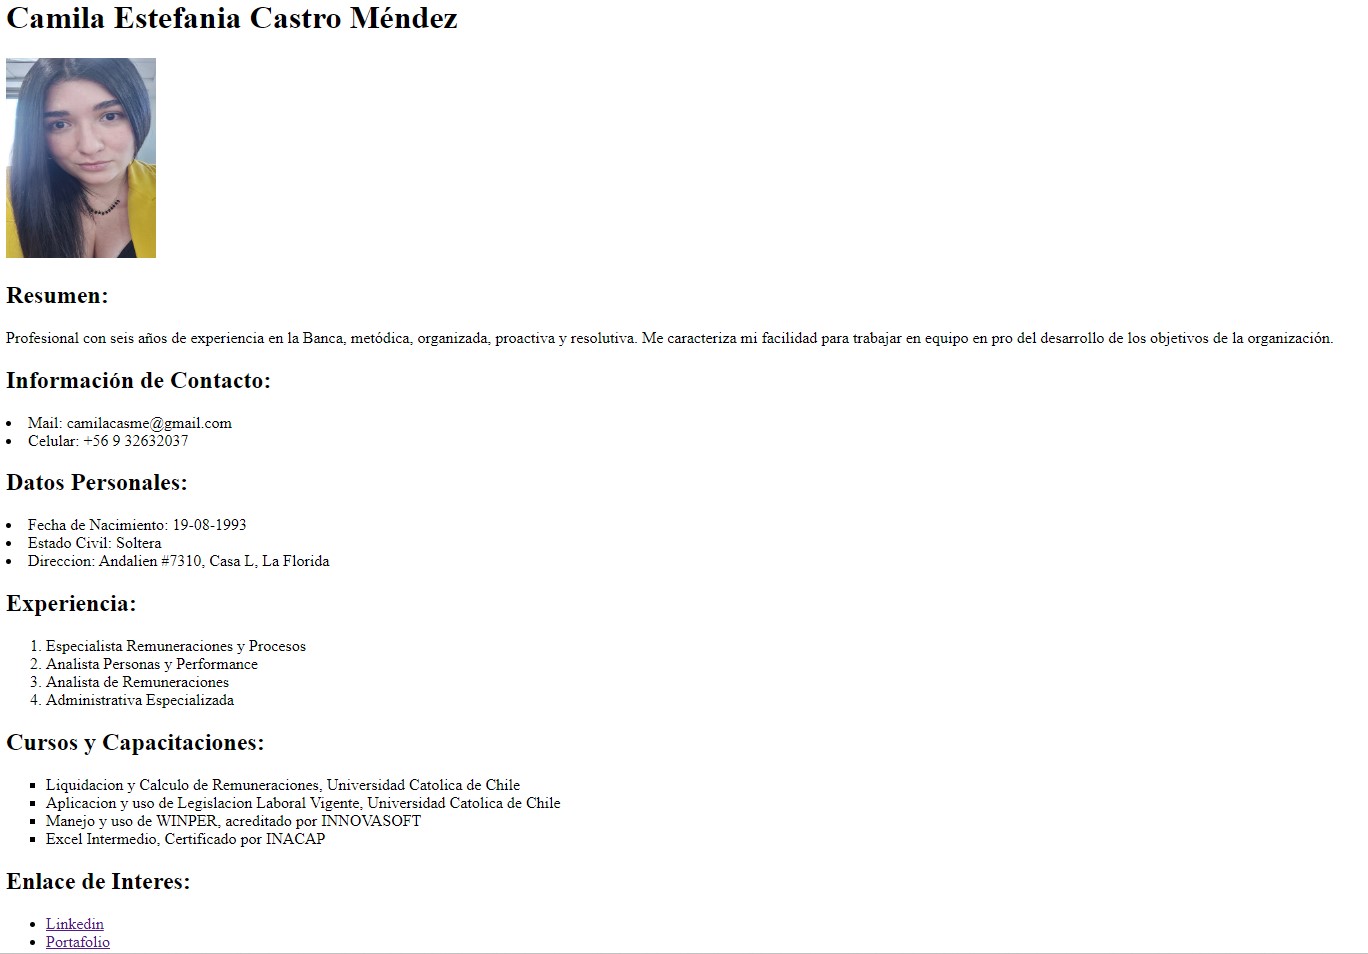 Camila Estefania Castro Méndez
Resumen:
Profesional con seis años de experiencia en la Banca, metódica, organizada, proactiva y resolutiva. Me caracteriza mi facilidad para trabajar en equipo en pro del desarrollo de los objetivos de la organización.
Información de Contacto:
• Mail: camilacasme@gmail.com
• Celular: +56 9 32632037
Datos Personales:
• Fecha de Nacimiento: 19-08-1993
• Estado Civil: Soltera
• Direccion: Andalien #7310, Casa L, La Florida
Experiencia:
1. Especialista Remuneraciones y Procesos
2. Analista Personas y Performance
3. Analista de Remuneraciones
4. Administrativa Especializada
Cursos y Capacitaciones:
▪ Liquidacion y Calculo de Remuneraciones, Universidad Catolica de Chile
▪ Aplicacion y uso de Legislacion Laboral Vigente, Universidad Catolica de Chile
▪ Manejo y uso de WINPER, acreditado por INNOVASOFT
▪ Excel Intermedio, Certificado por INACAP
Enlace de Interes:
• Linkedin
• Portafolio